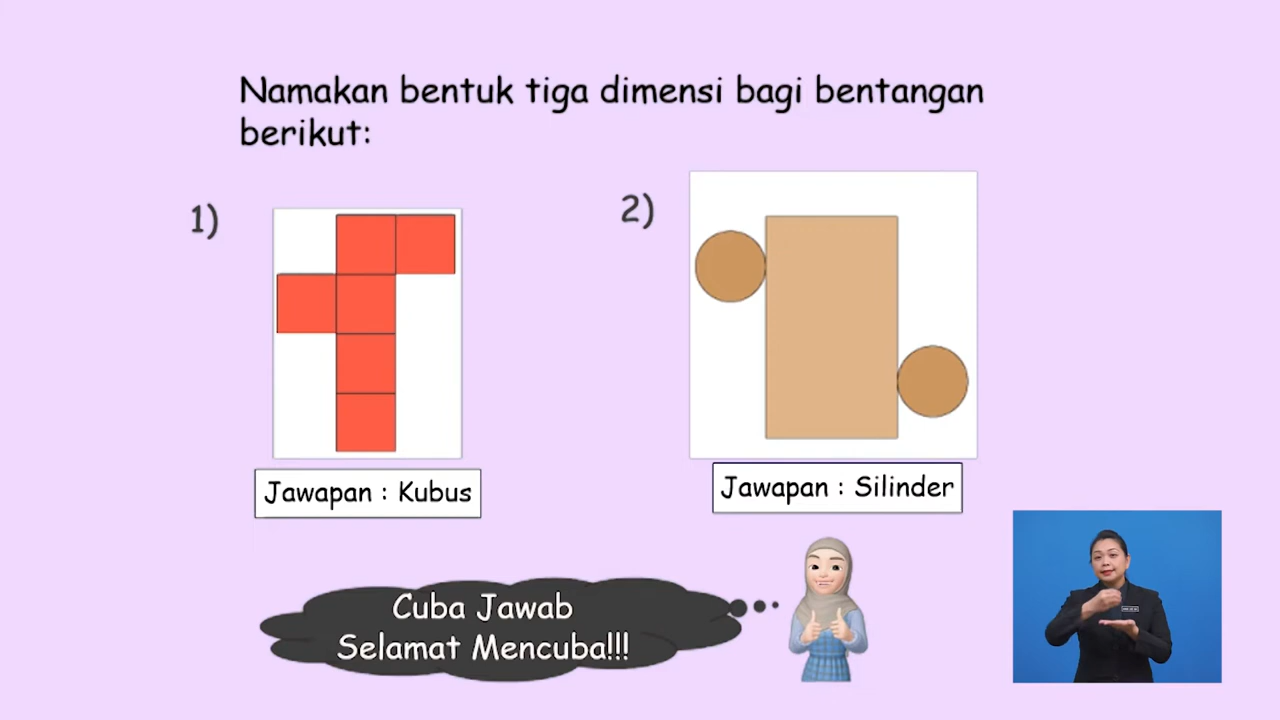 Namakan bentuk tiga dimensi bagi bentangan
berikut:
1)
2)
Jawapan : Kubus
Jawapan : Silinder
Cuba Jawab
Selamat Mencuba!!!